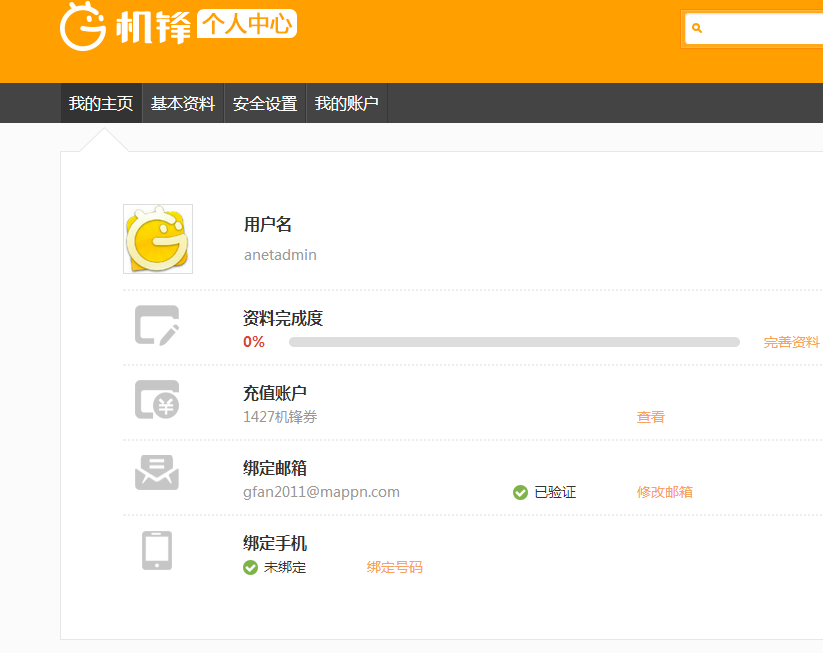 机锋 个人中心
我的主页 基本资料 安全设置 我的账户
用户名
anetadmin
资料完成度
0% 完善资料
充值账户
1427机锋券 查看
绑定邮箱
gfan2011@mappn.com 已验证 修改邮箱
绑定手机
未绑定 绑定号码